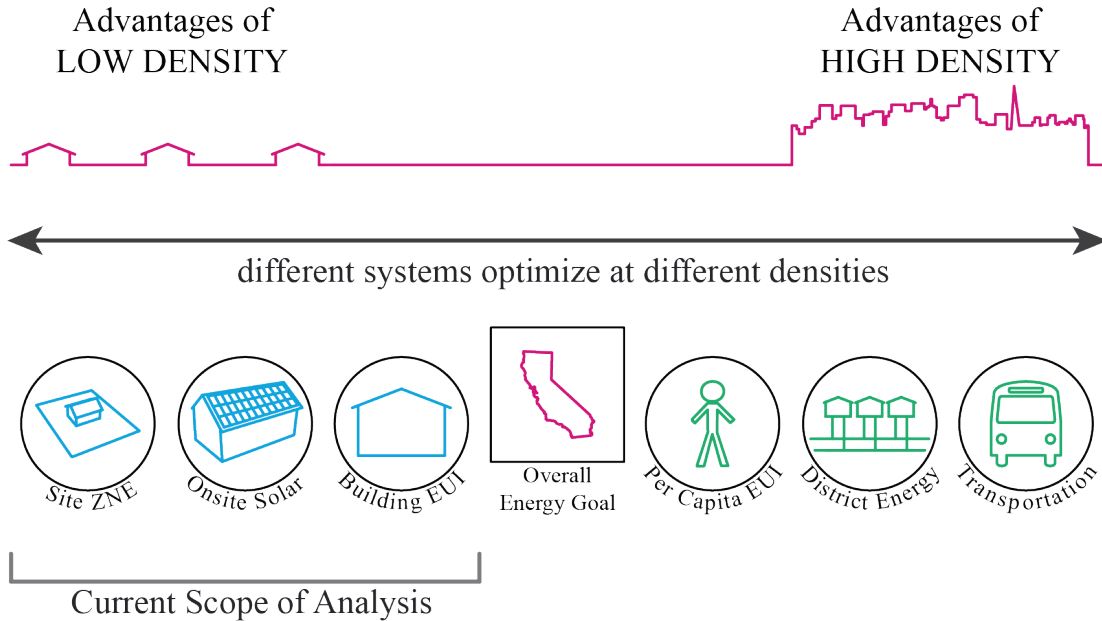 Advantages of
LOW DENSITY
Advantages of
HIGH DENSITY
different systems optimize at different densities
Site ZNE
Onsite Solar
Building EUI
Overall
Energy Goal
Per Capita EUI
District Energy
Transportation
Current Scope of Analysis